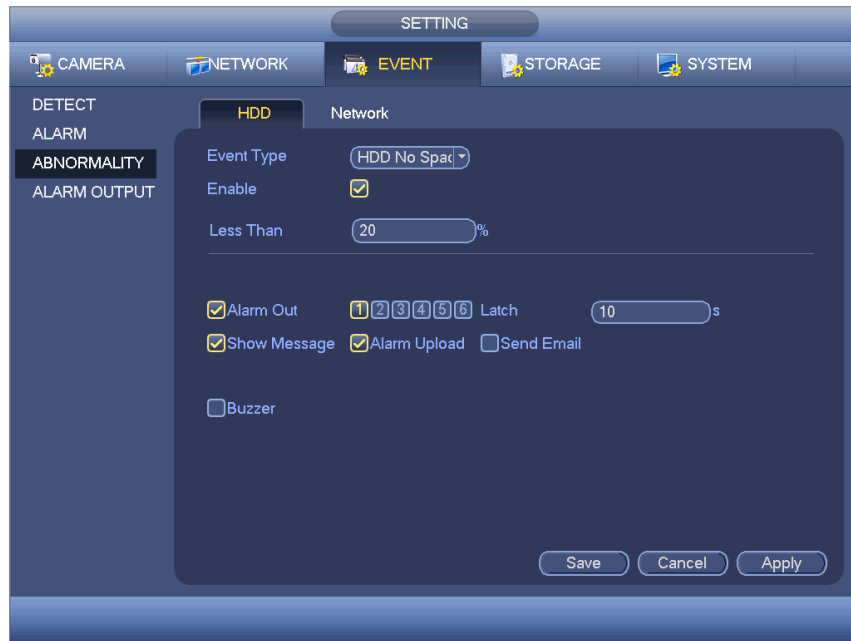 SETTING
CAMERA NETWORK EVENT STORAGE SYSTEM
DETECT
ALARM
ABNORMALITY
ALARM OUTPUT
HDD Network
Event Type HDD No Spac
Enable
Less Than 20 %
Alarm Out 1 2 3 4 5 6 Latch 10 s
Show Message Alarm Upload Send Email
Buzzer
Save Cancel Apply